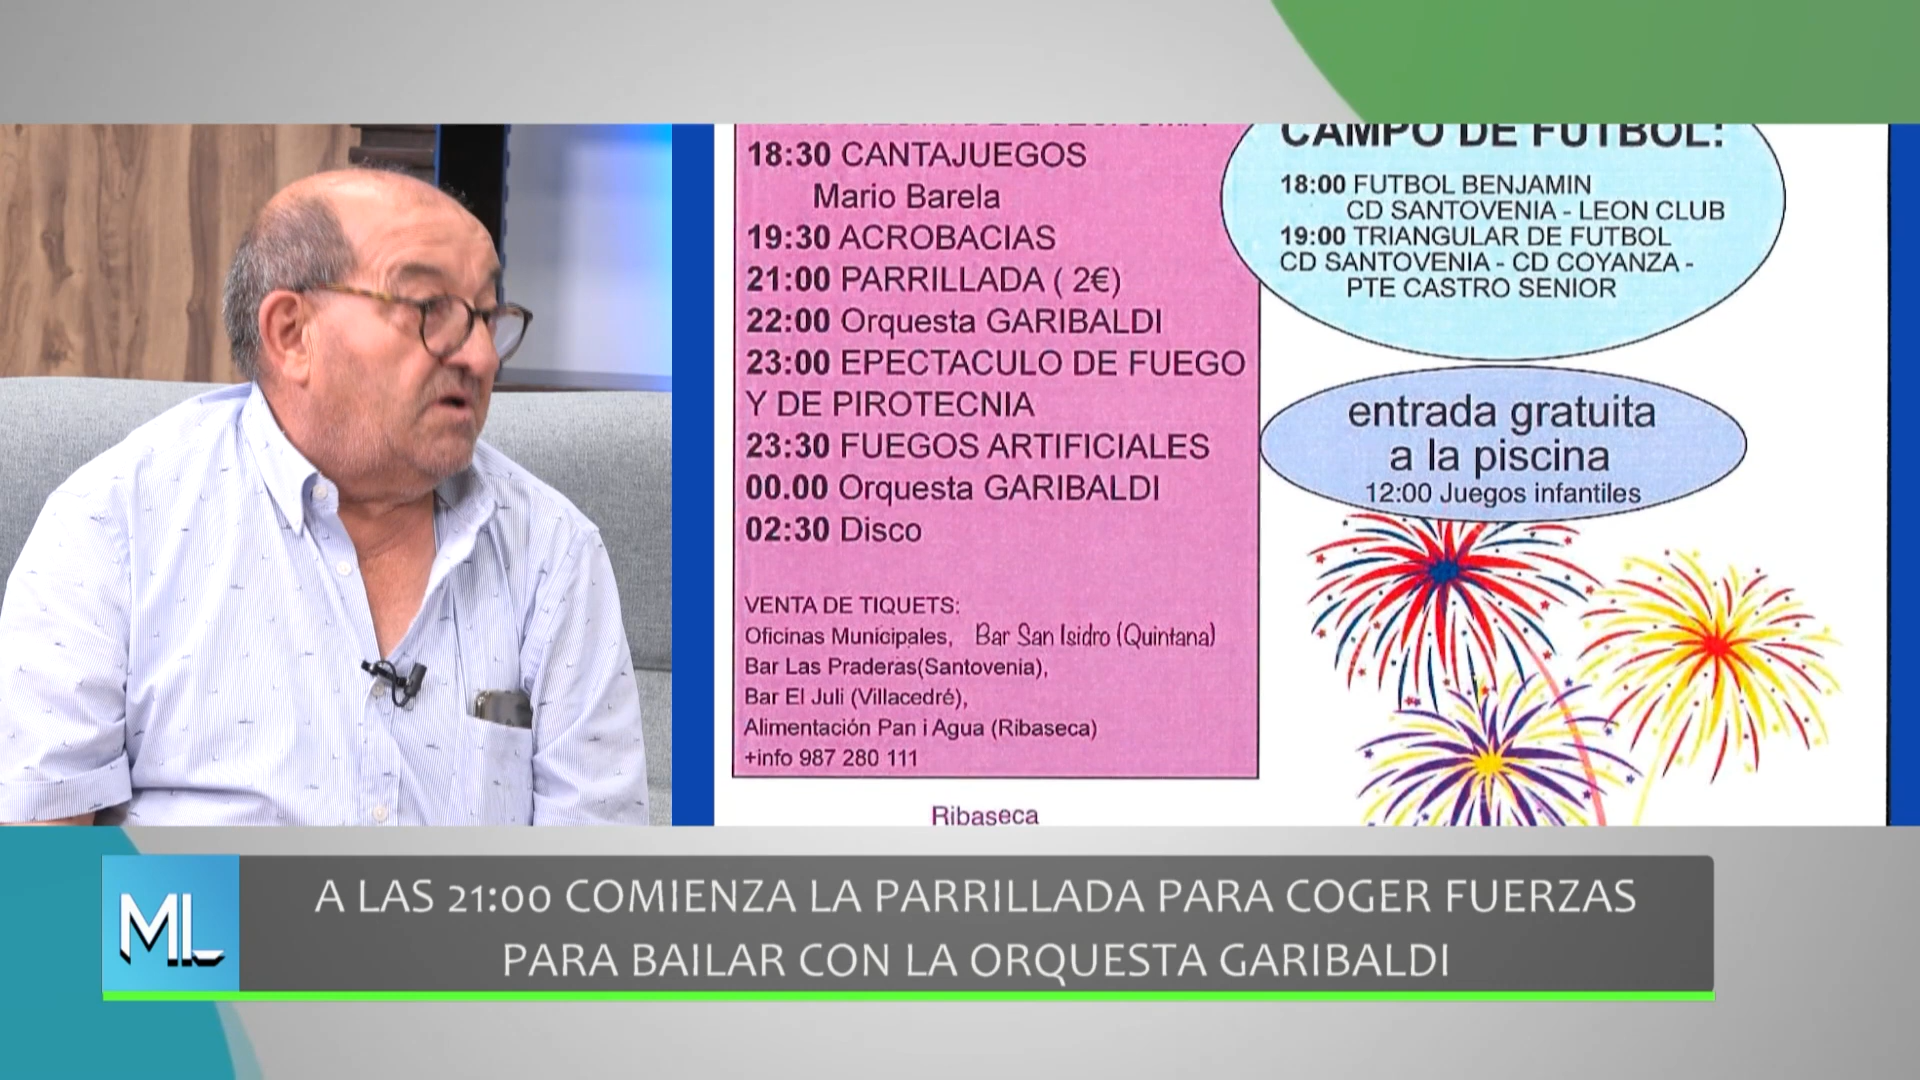 18:30 CANTAJUEGOS
Mario Barela
19:30 ACROBACIAS
21:00 PARRILLADA ( 2€)
22:00 Orquesta GARIBALDI
23:00 EPECTACULO DE FUEGO
Y DE PIROTECNIA
23:30 FUEGOS ARTIFICIALES
00.00 Orquesta GARIBALDI
02:30 Disco
VENTA DE TIQUETS:
Oficinas Municipales, Bar San Isidro (Quintana)
Bar Las Praderas(Santovenia),
Bar El Juli (Villacedré),
Alimentación Pan i Agua (Ribaseca)
+info 987 280 111
Ribaseca
CAMPO DE FUTBOL:
18:00 FUTBOL BENJAMIN
CD SANTOVENIA - LEON CLUB
19:00 TRIANGULAR DE FUTBOL
CD SANTOVENIA - CD COYANZA -
PTE CASTRO SENIOR
entrada gratuita
a la piscina
12:00 Juegos infantiles
ML
A LAS 21:00 COMIENZA LA PARRILLADA PARA COGER FUERZAS
PARA BAILAR CON LA ORQUESTA GARIBALDI